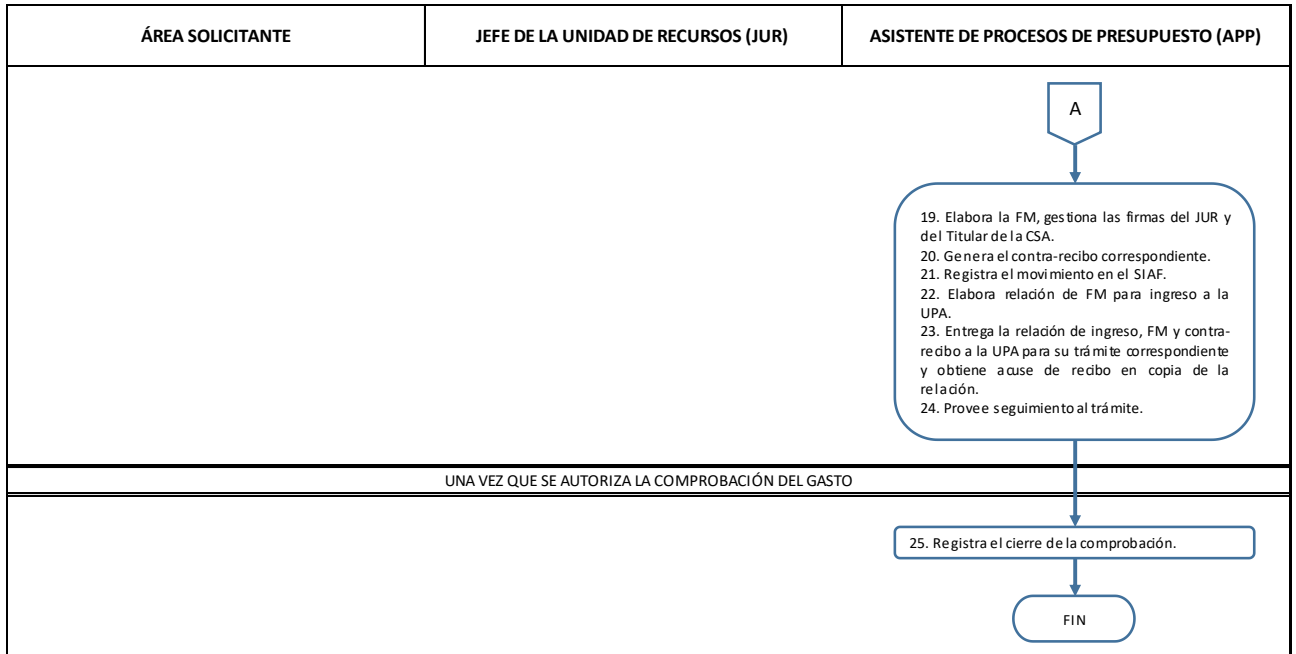 ÁREA SOLICITANTE
JEFE DE LA UNIDAD DE RECURSOS (JUR)
ASISTENTE DE PROCESOS DE PRESUPUESTO (APP)
A
19. Elabora la FM, gestiona las firmas del JUR y
del Titular de la CSA.
20. Genera el contra-recibo correspondiente.
21. Registra el movimiento en el SIAF.
22. Elabora relación de FM para ingreso a la
UPA.
23. Entrega la relación de ingreso, FM y contra-
recibo a la UPA para su trámite correspondiente
y obtiene acuse de recibo en copia de la
relación.
24. Provee seguimiento al trámite.
UNA VEZ QUE SE AUTORIZA LA COMPROBACIÓN DEL GASTO
25. Registra el cierre de la comprobación.
FIN